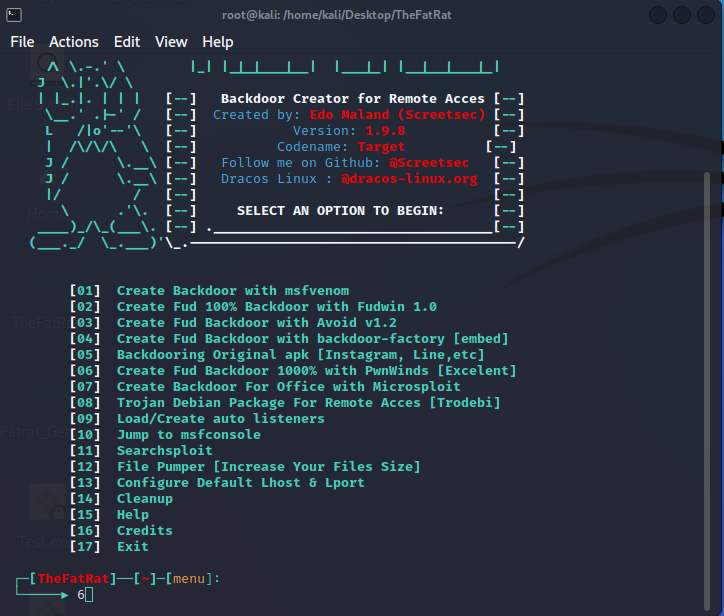 root@kali: /home/kali/Desktop/TheFatRat
File Actions Edit View Help
[--] Backdoor Creator for Remote Acces [--]
[--] Created by: Edo Maland (Screetsec) [--]
[--] Version: 1.9.8 [--]
[--] Codename: Target [--]
[--] Follow me on Github: @Screetsec [--]
[--] Dracos Linux : @dracos-linux.org [--]
[--] [--]
[--] SELECT AN OPTION TO BEGIN: [--]
[--] .___________________________________[--]
[01] Create Backdoor with msfvenom
[02] Create Fud 100% Backdoor with Fudwin 1.0
[03] Create Fud Backdoor with Avoid v1.2
[04] Create Fud Backdoor with backdoor-factory [embed]
[05] Backdooring Original apk [Instagram, Line,etc]
[06] Create Fud Backdoor 1000% with PwnWinds [Excelent]
[07] Create Backdoor For Office with Microsploit
[08] Trojan Debian Package For Remote Acces [Trodebi]
[09] Load/Create auto listeners
[10] Jump to msfconsole
[11] Searchsploit
[12] File Pumper [Increase Your Files Size]
[13] Configure Default Lhost & Lport
[14] Cleanup
[15] Help
[16] Credits
[17] Exit
[TheFatRat]—[~]—[menu]:
6